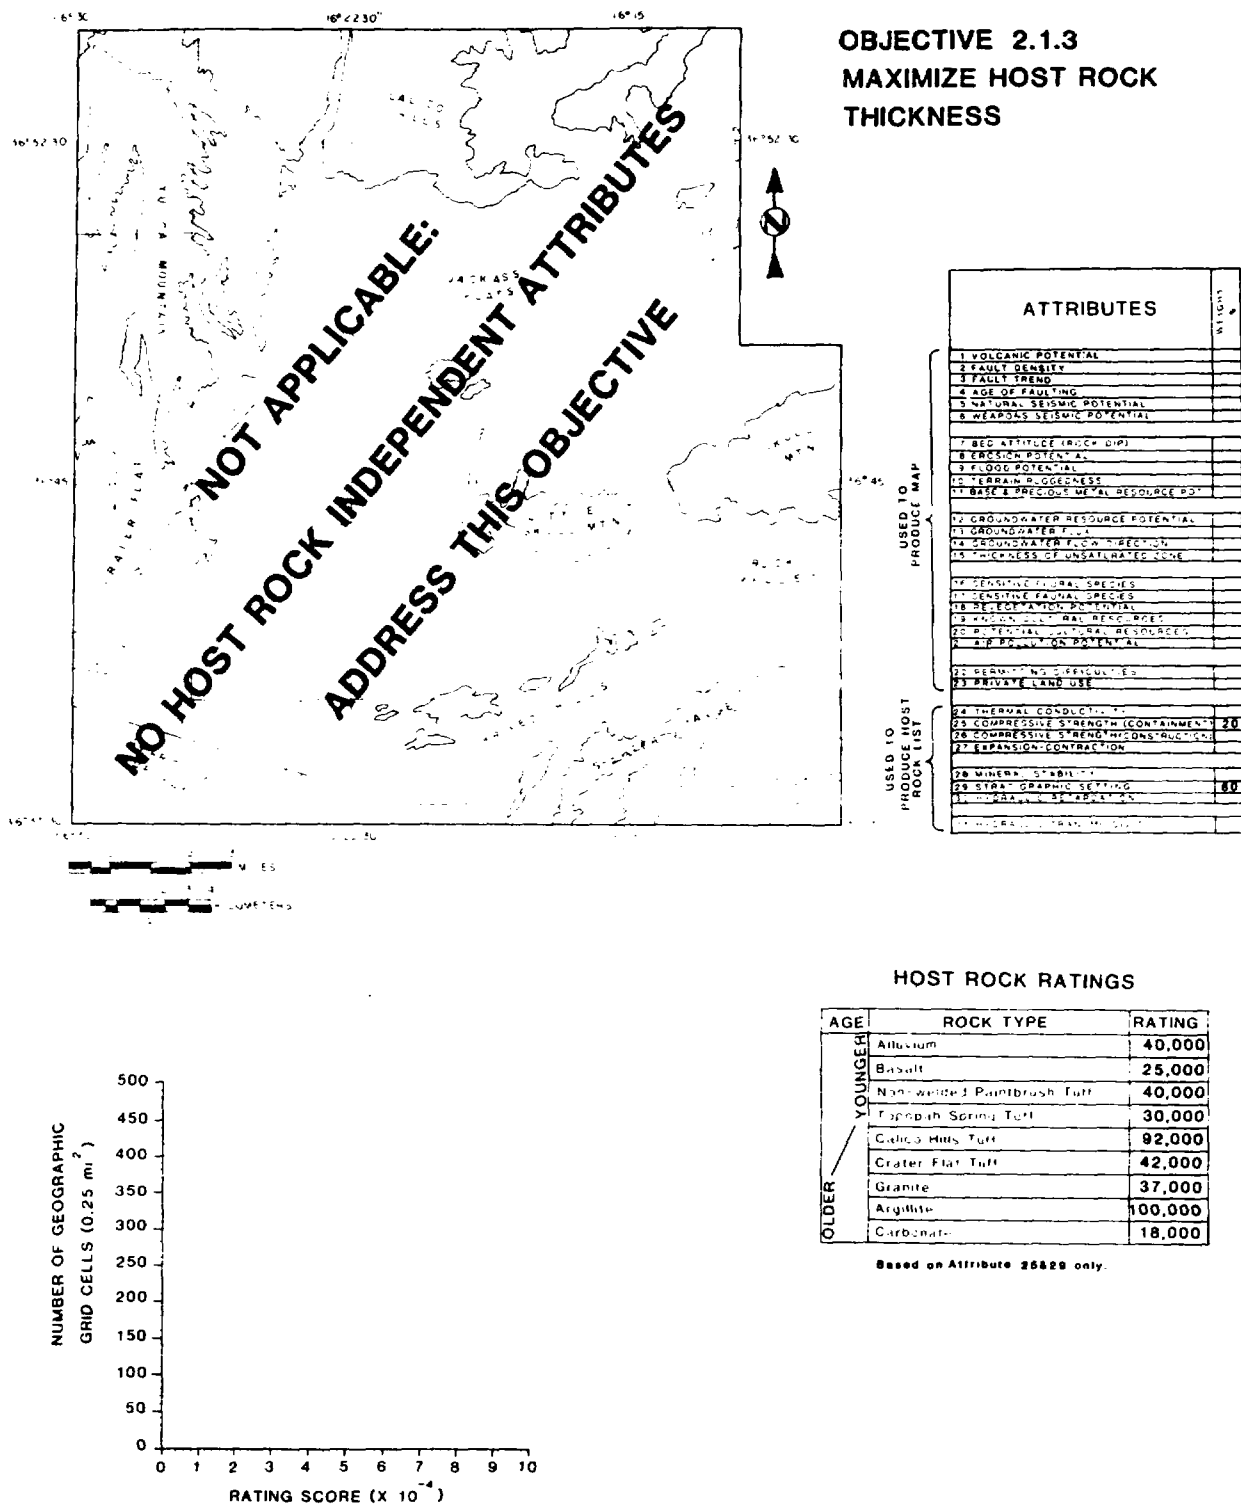 OBJECTIVE 2.1.3
MAXIMIZE HOST ROCK
THICKNESS
16°22'30"
NOT APPLICABLE:
NO HOST ROCK INDEPENDENT ATTRIBUTES
ADDRESS THIS OBJECTIVE
MOUNTAIN
FLAT
N
ATTRIBUTES
WEIGHT %
USED TO
PRODUCE MAP
1 VOLCANIC POTENTIAL
2 FAULT DENSITY
3 FAULT TREND
4 AGE OF FAULTING
5 NATURAL SEISMIC POTENTIAL
6 WEAPONS SEISMIC POTENTIAL
7 BED ATTITUDE (ROCK DIP)
8 EROSION POTENTIAL
9 FLOOD POTENTIAL
10 TERRAIN RUGGEDNESS
11 BASE & PRECIOUS METAL RESOURCE POT
12 GROUNDWATER RESOURCE POTENTIAL
13 GROUNDWATER FLUX
14 GROUNDWATER FLOW DIRECTION
15 THICKNESS OF UNSATURATED ZONE
16 SENSITIVE FLORAL SPECIES
17 SENSITIVE FAUNAL SPECIES
18 REVEGETATION POTENTIAL
19 KNOWN CULTURAL RESOURCES
20 POTENTIAL CULTURAL RESOURCES
AIR POLLUTION POTENTIAL
22 PERMITTING DIFFICULTIES
23 PRIVATE LAND USE
USED TO
PRODUCE HOST
ROCK LIST
24 THERMAL CONDUCTIVITY
25 COMPRESSIVE STRENGTH (CONTAINMENT) 20
26 COMPRESSIVE STRENGTH (CONSTRUCTION)
27 EXPANSION-CONTRACTION
28 MINERAL STABILITY
29 STRATIGRAPHIC SETTING 80
HYDRAULIC RETARDATION
MILES
KILOMETERS
HOST ROCK RATINGS
AGE ROCK TYPE RATING
YOUNGER
OLDER
Alluvium 40,000
Basalt 25,000
Non-welded Paintbrush Tuff 40,000
Topopah Spring Tuff 30,000
Calico Hills Tuff 92,000
Crater Flat Tuff 42,000
Granite 37,000
Argillite 100,000
Carbonate 18,000
Based on Attribute 25&29 only.
NUMBER OF GEOGRAPHIC
GRID CELLS (0.25 mi²)
500
450
400
350
300
250
200
150
100
50
0
0 1 2 3 4 5 6 7 8 9 10
RATING SCORE (X 10⁻⁴)